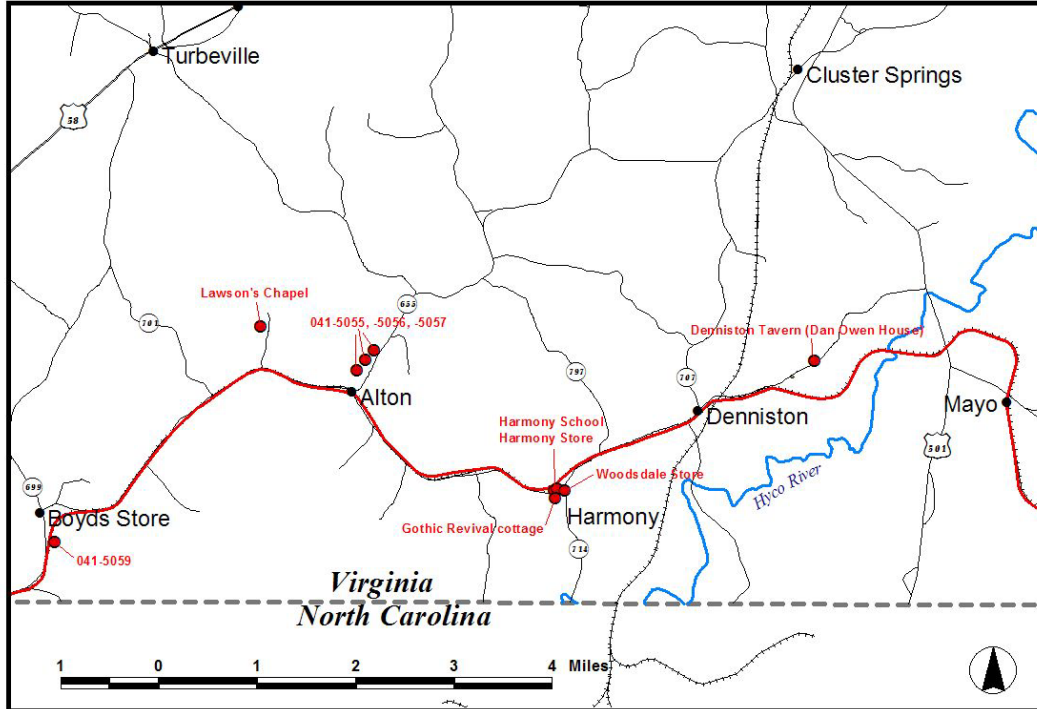 Turbeville
Cluster Springs
58
Lawson's Chapel
701
655
041-5055, -5056, -5057
Denniston Tavern (Dan Owen House)
797
707
Alton
Denniston
Mayo
Harmony School
Harmony Store
501
699
Woodsdale Store
Hyco River
Boyds Store
Gothic Revival cottage
Harmony
041-5059
714
Virginia
North Carolina
1 0 1 2 3 4 Miles